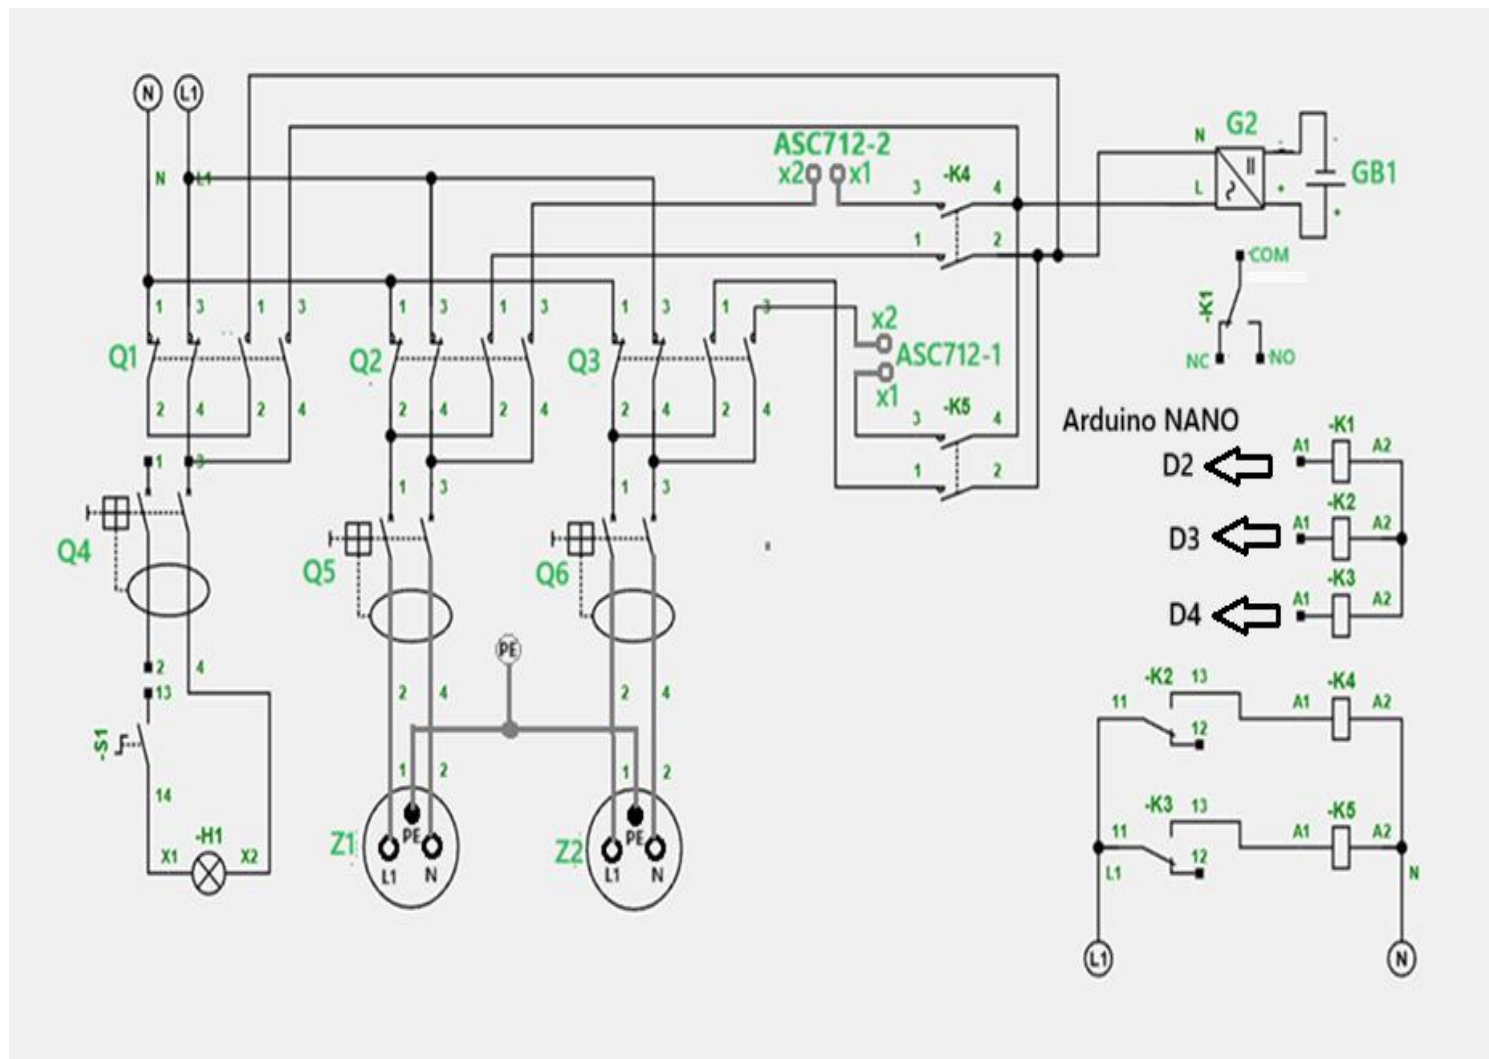 N L1
ASC712-2
x2 x1
-K4
3 4
1 2
N G2 -
L +
GB1
+
N L1
1 3 1 3
1 3 1 3
1 3 1 3
Q1 Q2 Q3
COM
-K1
NC NO
x2
ASC712-1
x1
2 4 2 4
2 4 2 4
2 4 2 4
3 -K5 4
1 2
Arduino NANO
-K1
D2 A1 A2
-K2
D3 A1 A2
-K3
D4 A1 A2
1 3
1 3
1 3
Q4 Q5 Q6
PE
2 4
2 4
2 4
13
-S1
14
-H1
X1 X2
1 2
1 2
Z1 PE
L1 N
Z2 PE
L1 N
-K2 13 -K4
11 A1 A2
12
-K3 13 -K5
11 A1 A2
12
L1 N
L1 N